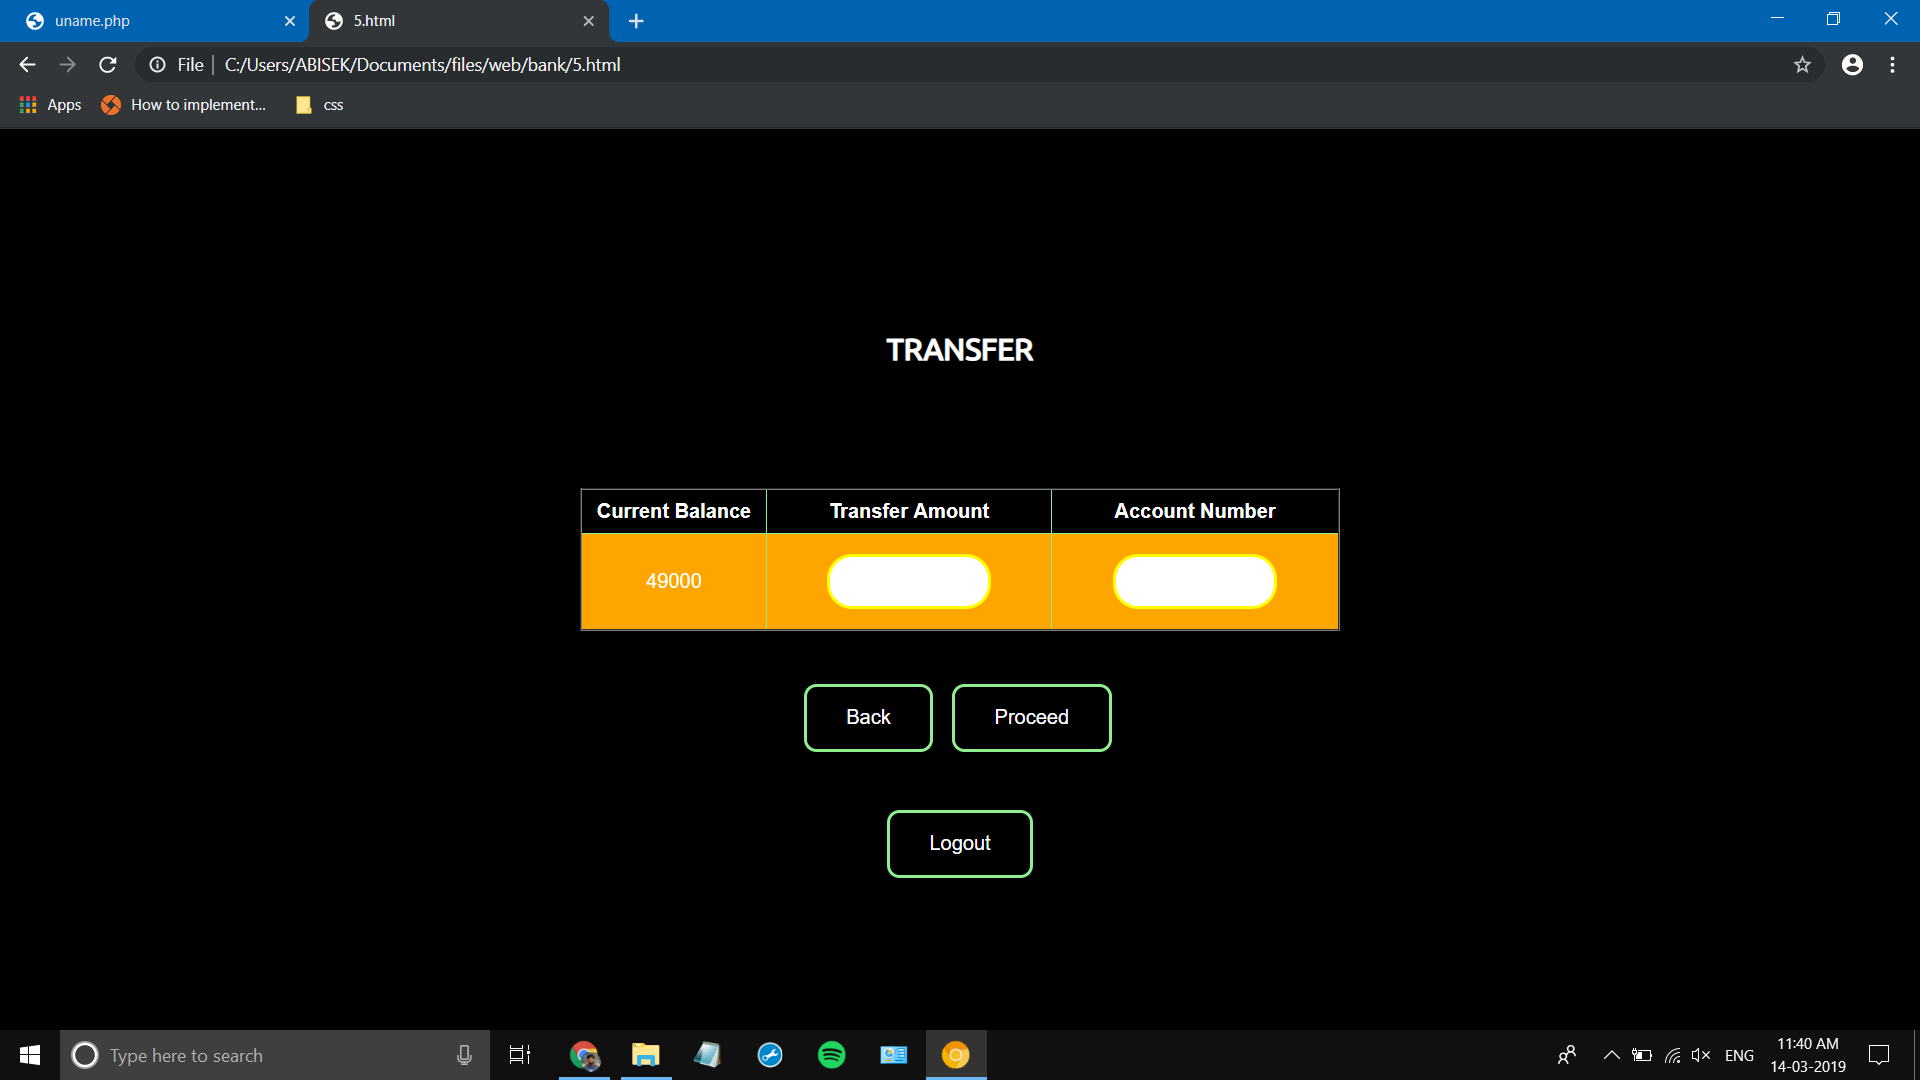 uname.php
5.html
File
C:/Users/ABISEK/Documents/files/web/bank/5.html
Apps
How to implement...
css
TRANSFER
Current Balance Transfer Amount Account Number
49000
Back Proceed
Logout
Type here to search
ENG
11:40 AM
14-03-2019